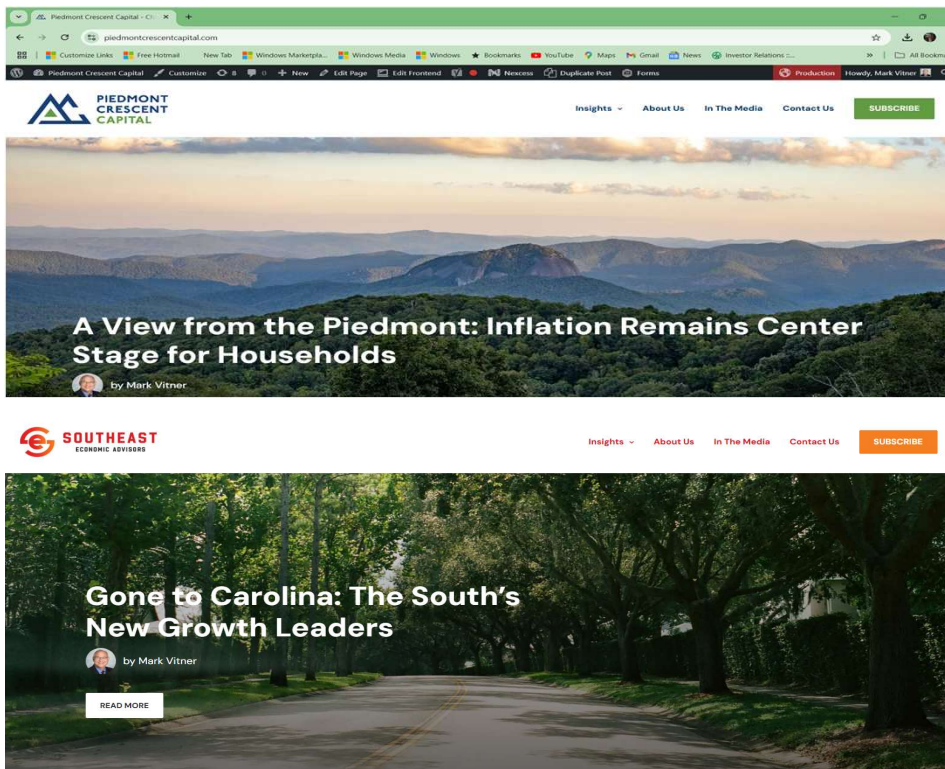 Piedmont Crescent Capital - Ch
piedmontcrescentcapital.com
Customize Links Free Hotmail New Tab Windows Marketpla... Windows Media Windows Bookmarks YouTube Maps Gmail News Investor Relations ::... » All Bookma
Piedmont Crescent Capital Customize 8 0 New Edit Page Edit Frontend Nexcess Duplicate Post Forms Production Howdy, Mark Vitner
PIEDMONT
CRESCENT
CAPITAL
Insights About Us In The Media Contact Us SUBSCRIBE
A View from the Piedmont: Inflation Remains Center
Stage for Households
by Mark Vitner
SOUTHEAST
ECONOMIC ADVISORS
Insights About Us In The Media Contact Us SUBSCRIBE
Gone to Carolina: The South's
New Growth Leaders
by Mark Vitner
READ MORE